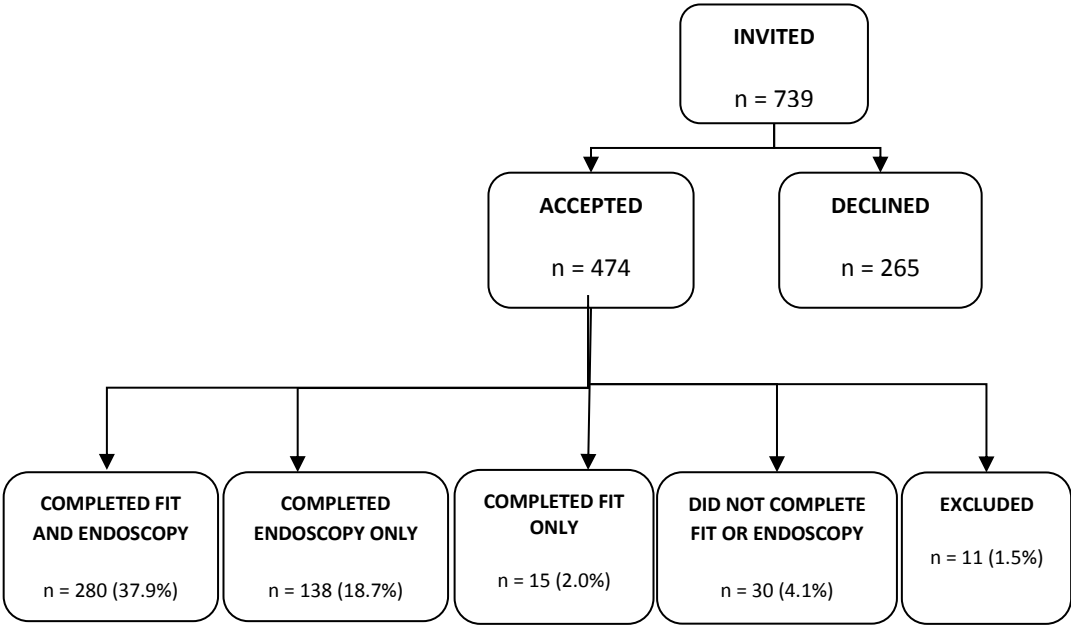 INVITED
n = 739
ACCEPTED
n = 474
DECLINED
n = 265
COMPLETED FIT
AND ENDOSCOPY
n = 280 (37.9%)
COMPLETED
ENDOSCOPY ONLY
n = 138 (18.7%)
COMPLETED FIT
ONLY
n = 15 (2.0%)
DID NOT COMPLETE
FIT OR ENDOSCOPY
n = 30 (4.1%)
EXCLUDED
n = 11 (1.5%)